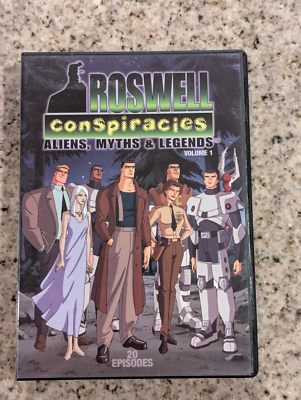 ROSWELL
CONSPIRACIES
ALIENS, MYTHS & LEGENDS
VOLUME 1
20
EPISODES